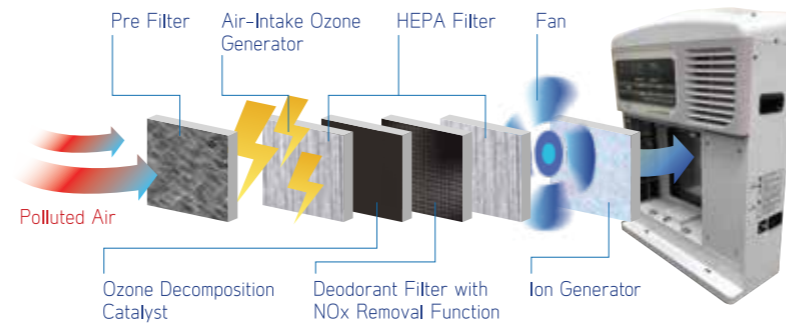 Pre Filter
Air-Intake Ozone
Generator
HEPA Filter
Fan
Polluted Air
Ozone Decomposition
Catalyst
Deodorant Filter with
NOx Removal Function
Ion Generator